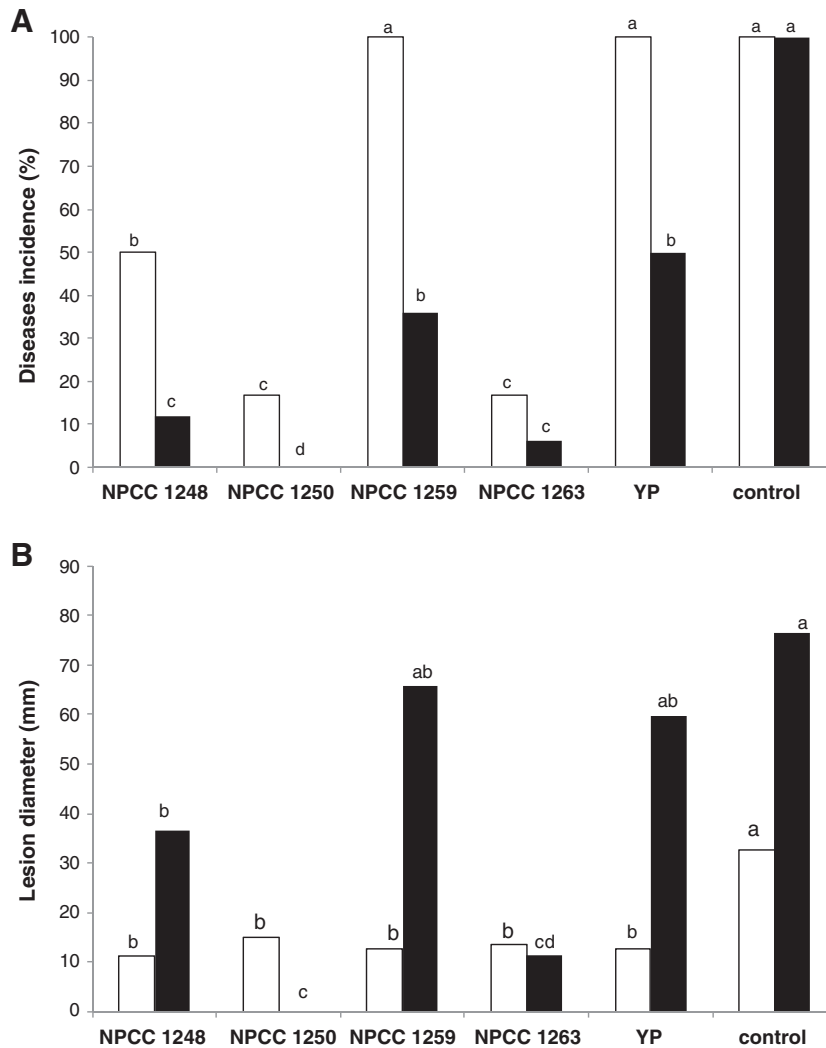 A
Diseases incidence (%)
100
90
80
70
60
50
40
30
20
10
0
b
c
c
d
a
b
c
c
a
b
a
a
NPCC 1248
NPCC 1250
NPCC 1259
NPCC 1263
YP
control
B
Lesion diameter (mm)
90
80
70
60
50
40
30
20
10
0
b
b
b
c
b
ab
b
cd
b
ab
a
a
NPCC 1248
NPCC 1250
NPCC 1259
NPCC 1263
YP
control